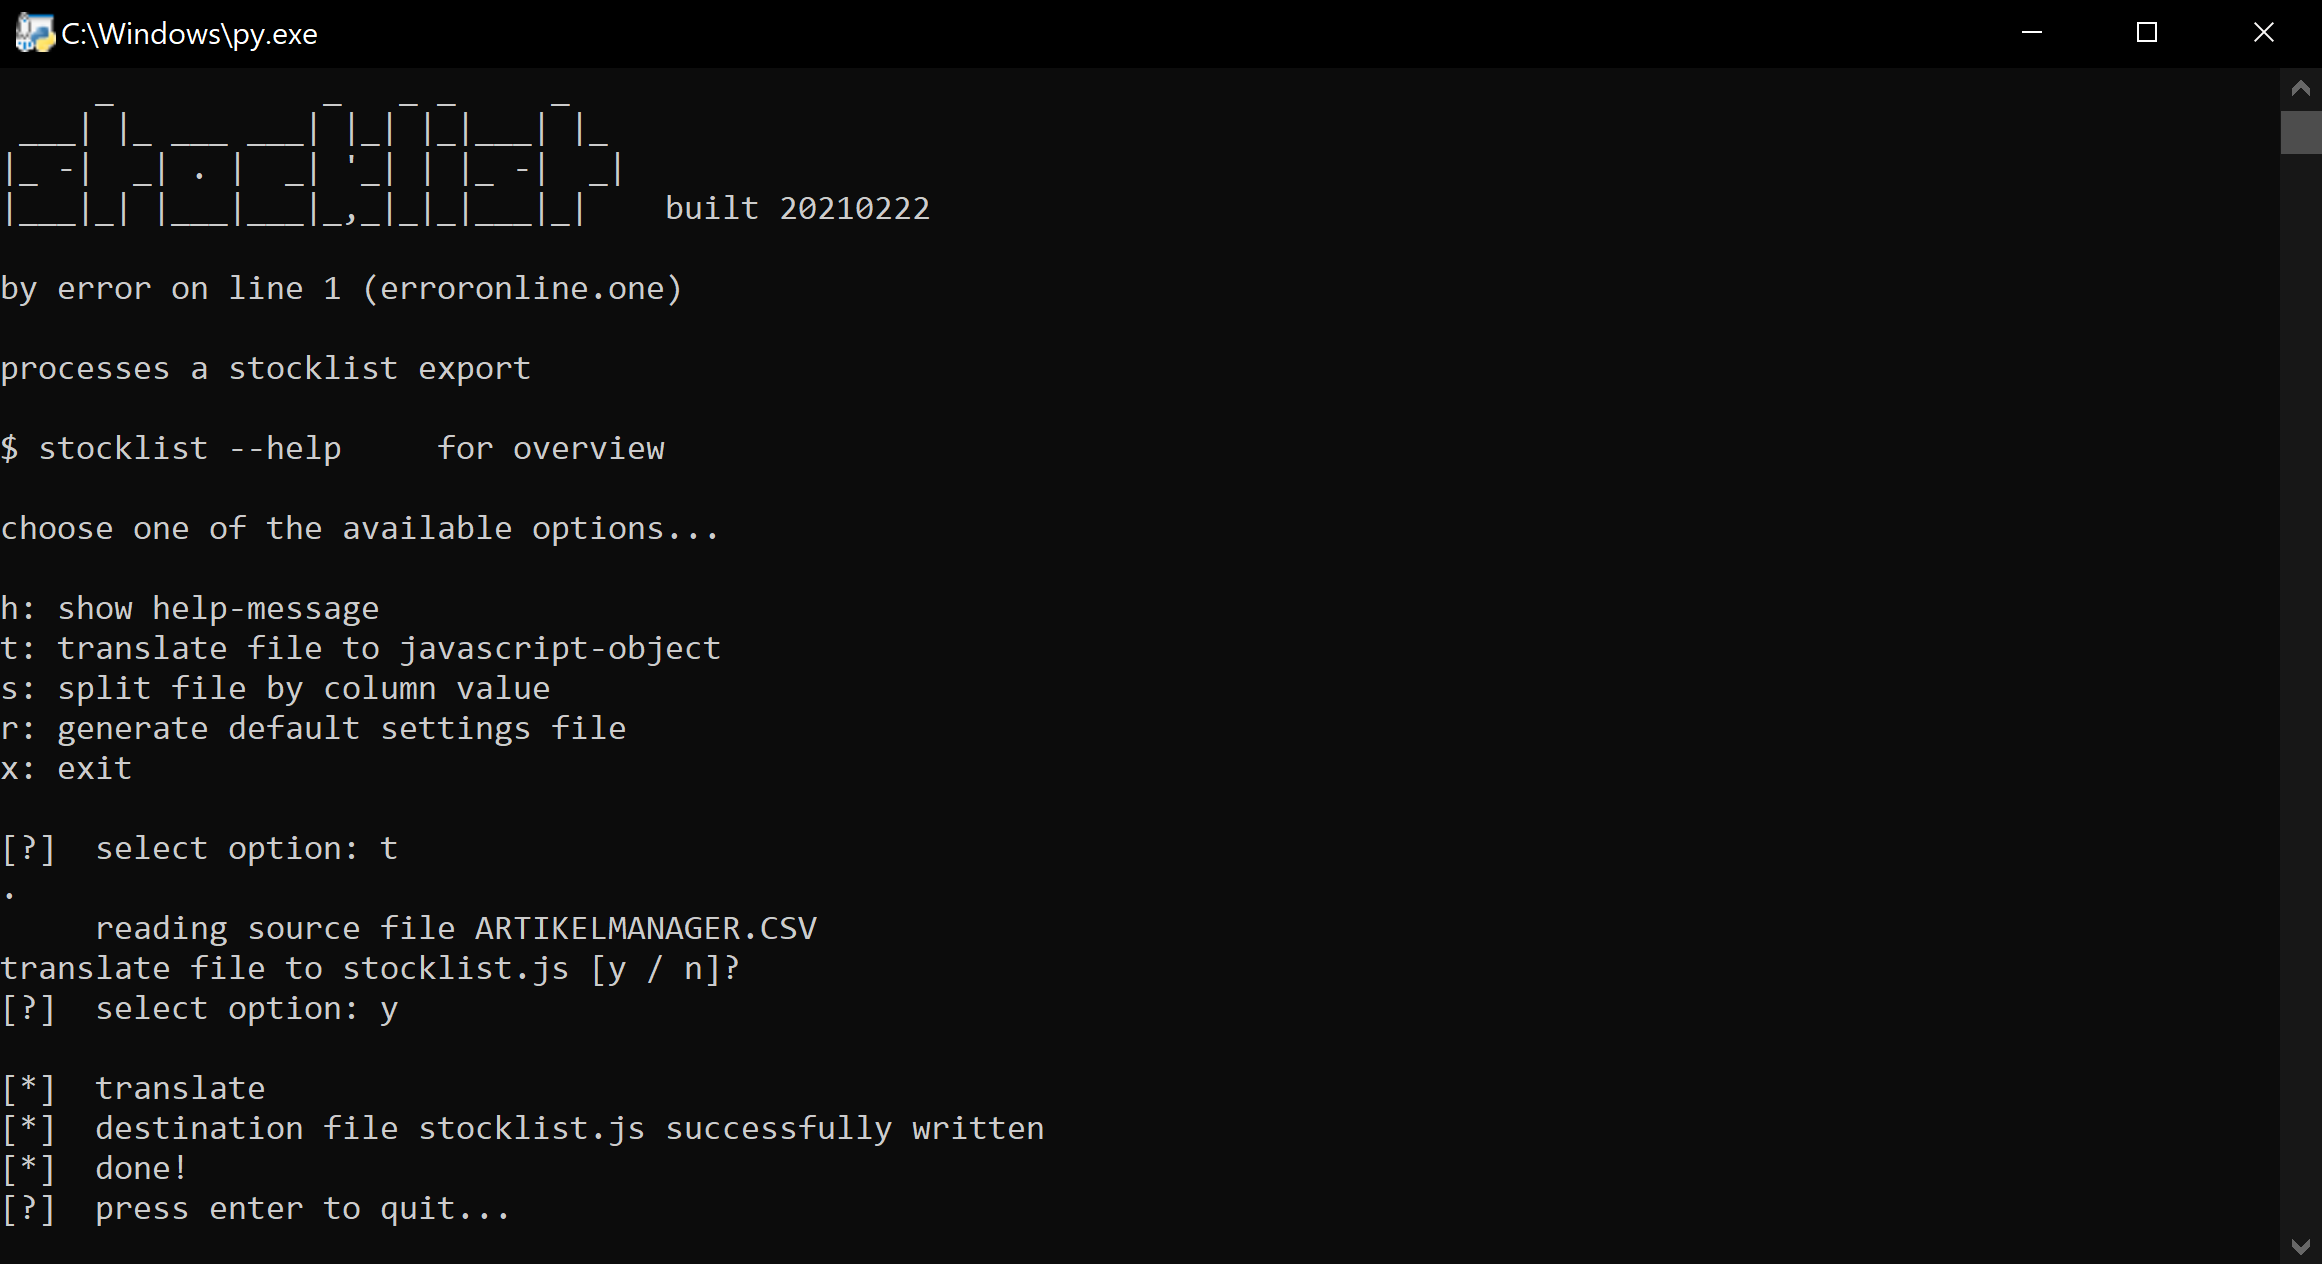 C:\Windows\py.exe
stocklist
built 20210222
by error on line 1 (erroronline.one)
processes a stocklist export
$ stocklist --help     for overview
choose one of the available options...
h: show help-message
t: translate file to javascript-object
s: split file by column value
r: generate default settings file
x: exit
[?]  select option: t
.
     reading source file ARTIKELMANAGER.CSV
translate file to stocklist.js [y / n]?
[?]  select option: y
[*]  translate
[*]  destination file stocklist.js successfully written
[*]  done!
[?]  press enter to quit...